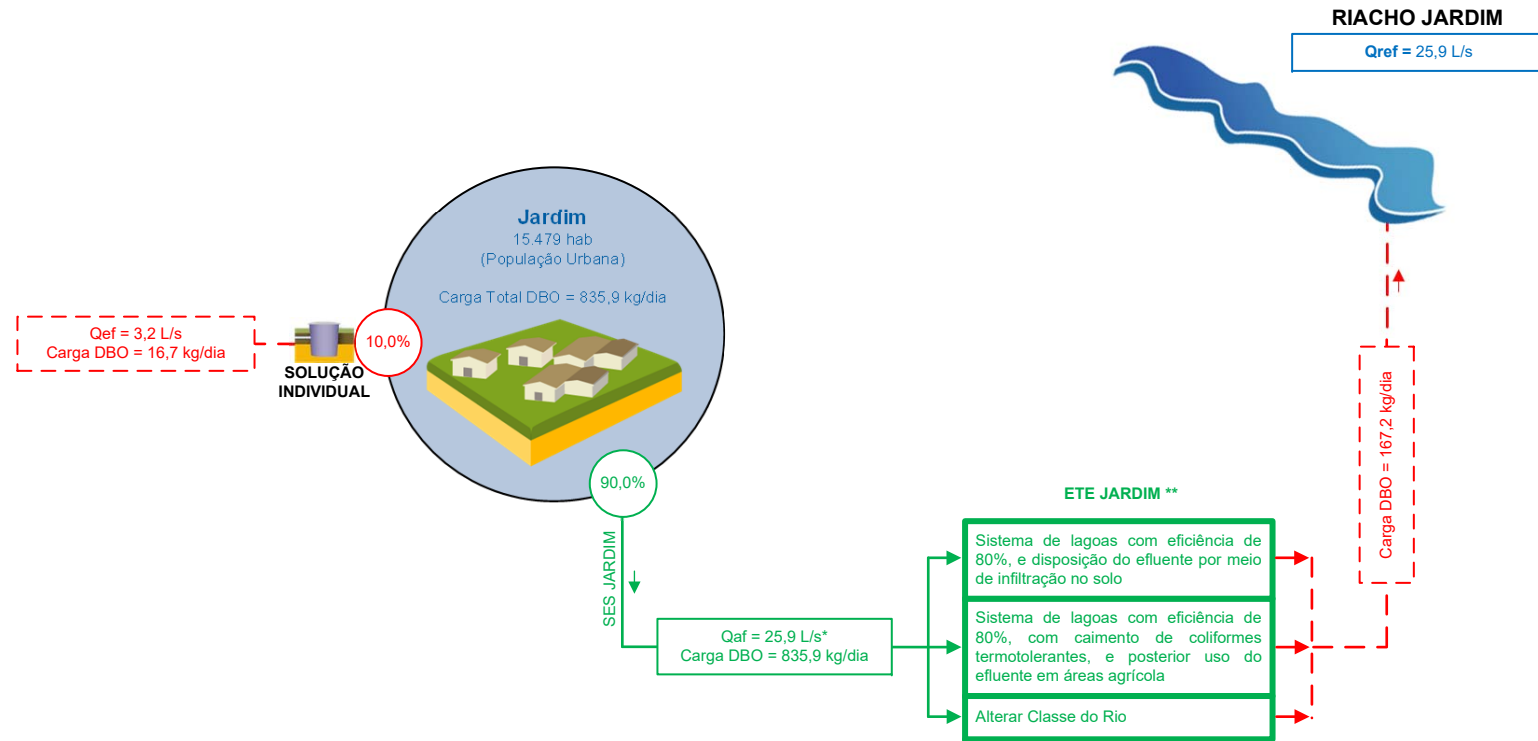 RIACHO JARDIM
Qref = 25,9 L/s
Jardim
15.479 hab
(População Urbana)
Carga Total DBO = 835,9 kg/dia
Qef = 3,2 L/s
Carga DBO = 16,7 kg/dia
10,0%
SOLUÇÃO
INDIVIDUAL
90,0%
SES JARDIM
Qaf = 25,9 L/s*
Carga DBO = 835,9 kg/dia
ETE JARDIM **
Sistema de lagoas com eficiência de
80%, e disposição do efluente por meio
de infiltração no solo
Sistema de lagoas com eficiência de
80%, com caimento de coliformes
termotolerantes, e posterior uso do
efluente em áreas agrícola
Alterar Classe do Rio
Carga DBO = 167,2 kg/dia